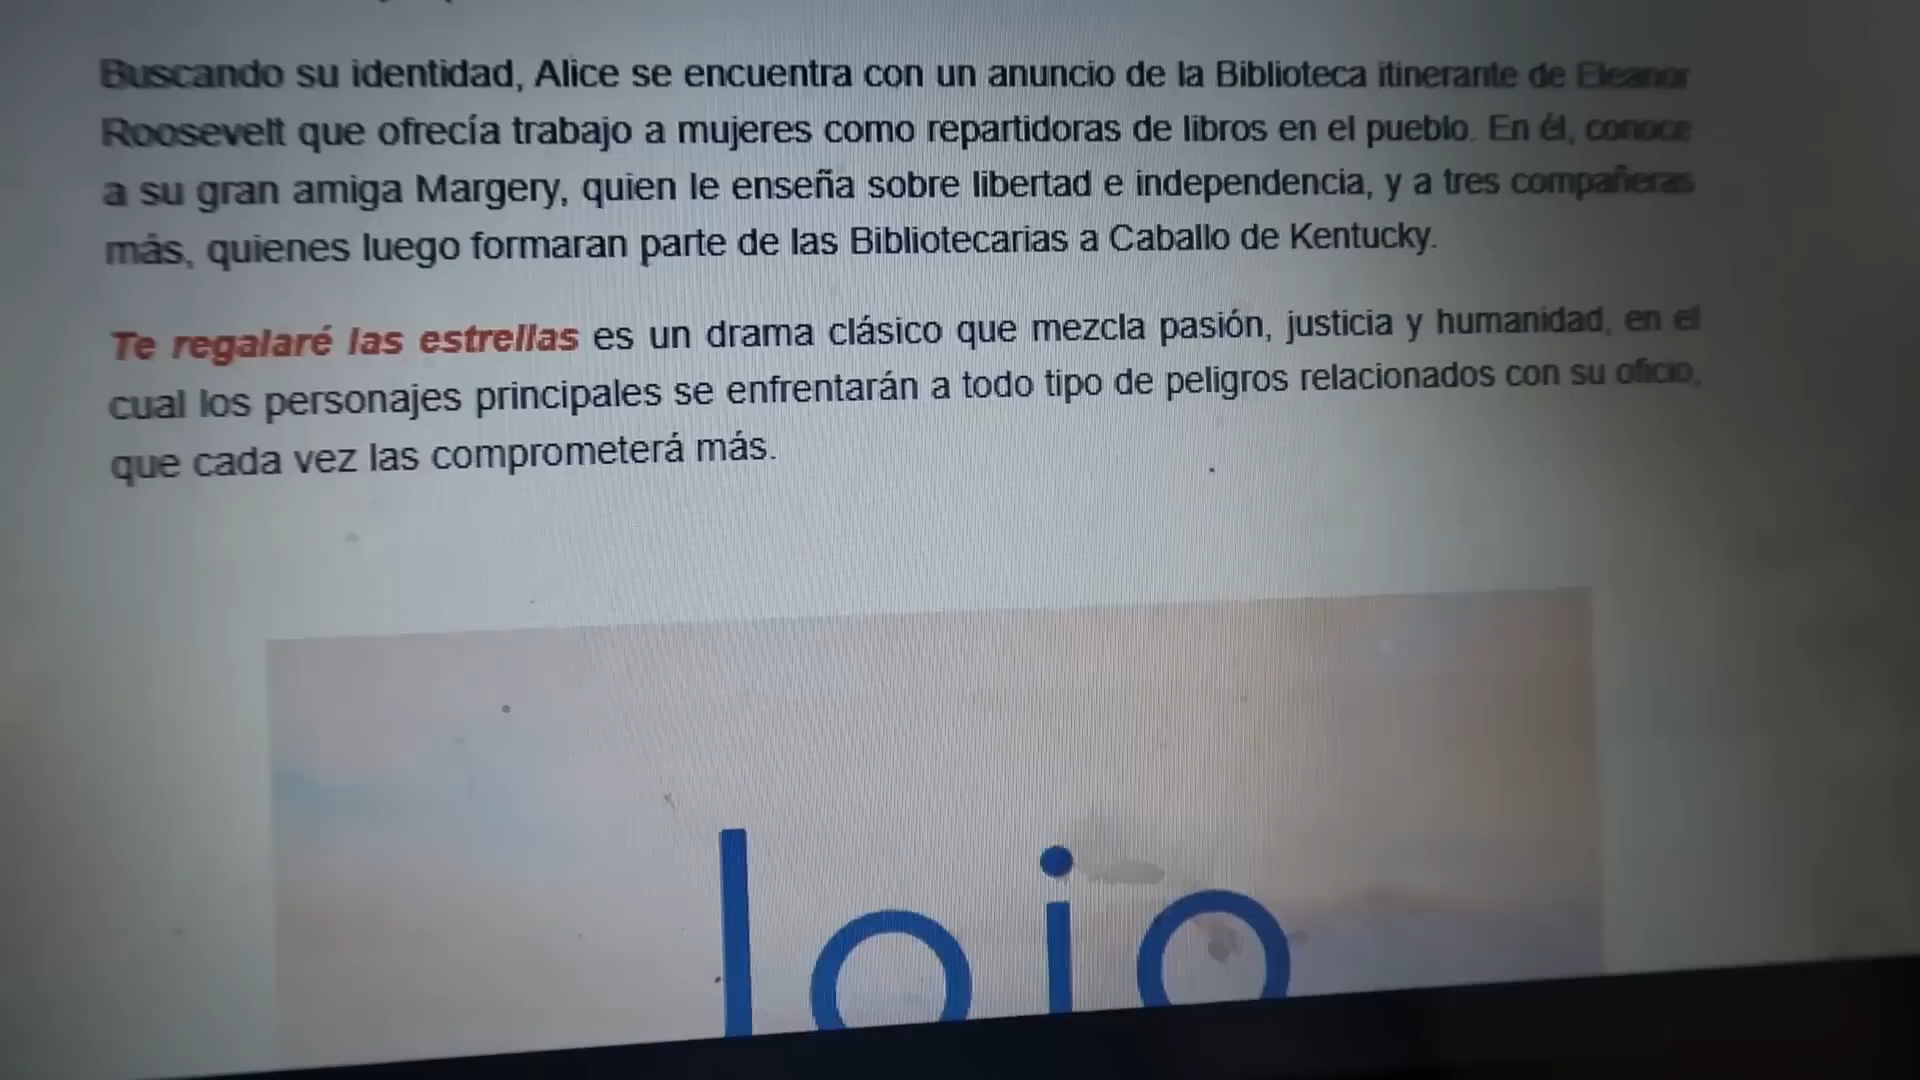 Buscando su identidad, Alice se encuentra con un anuncio de la Biblioteca itinerante de Eleanor
Roosevelt que ofrecía trabajo a mujeres como repartidoras de libros en el pueblo. En él, conoce
a su gran amiga Margery, quien le enseña sobre libertad e independencia, y a tres compañeras
más, quienes luego formaran parte de las Bibliotecarias a Caballo de Kentucky.
Te regalaré las estrellas es un drama clásico que mezcla pasión, justicia y humanidad, en el
cual los personajes principales se enfrentarán a todo tipo de peligros relacionados con su oficio,
que cada vez las comprometerá más.